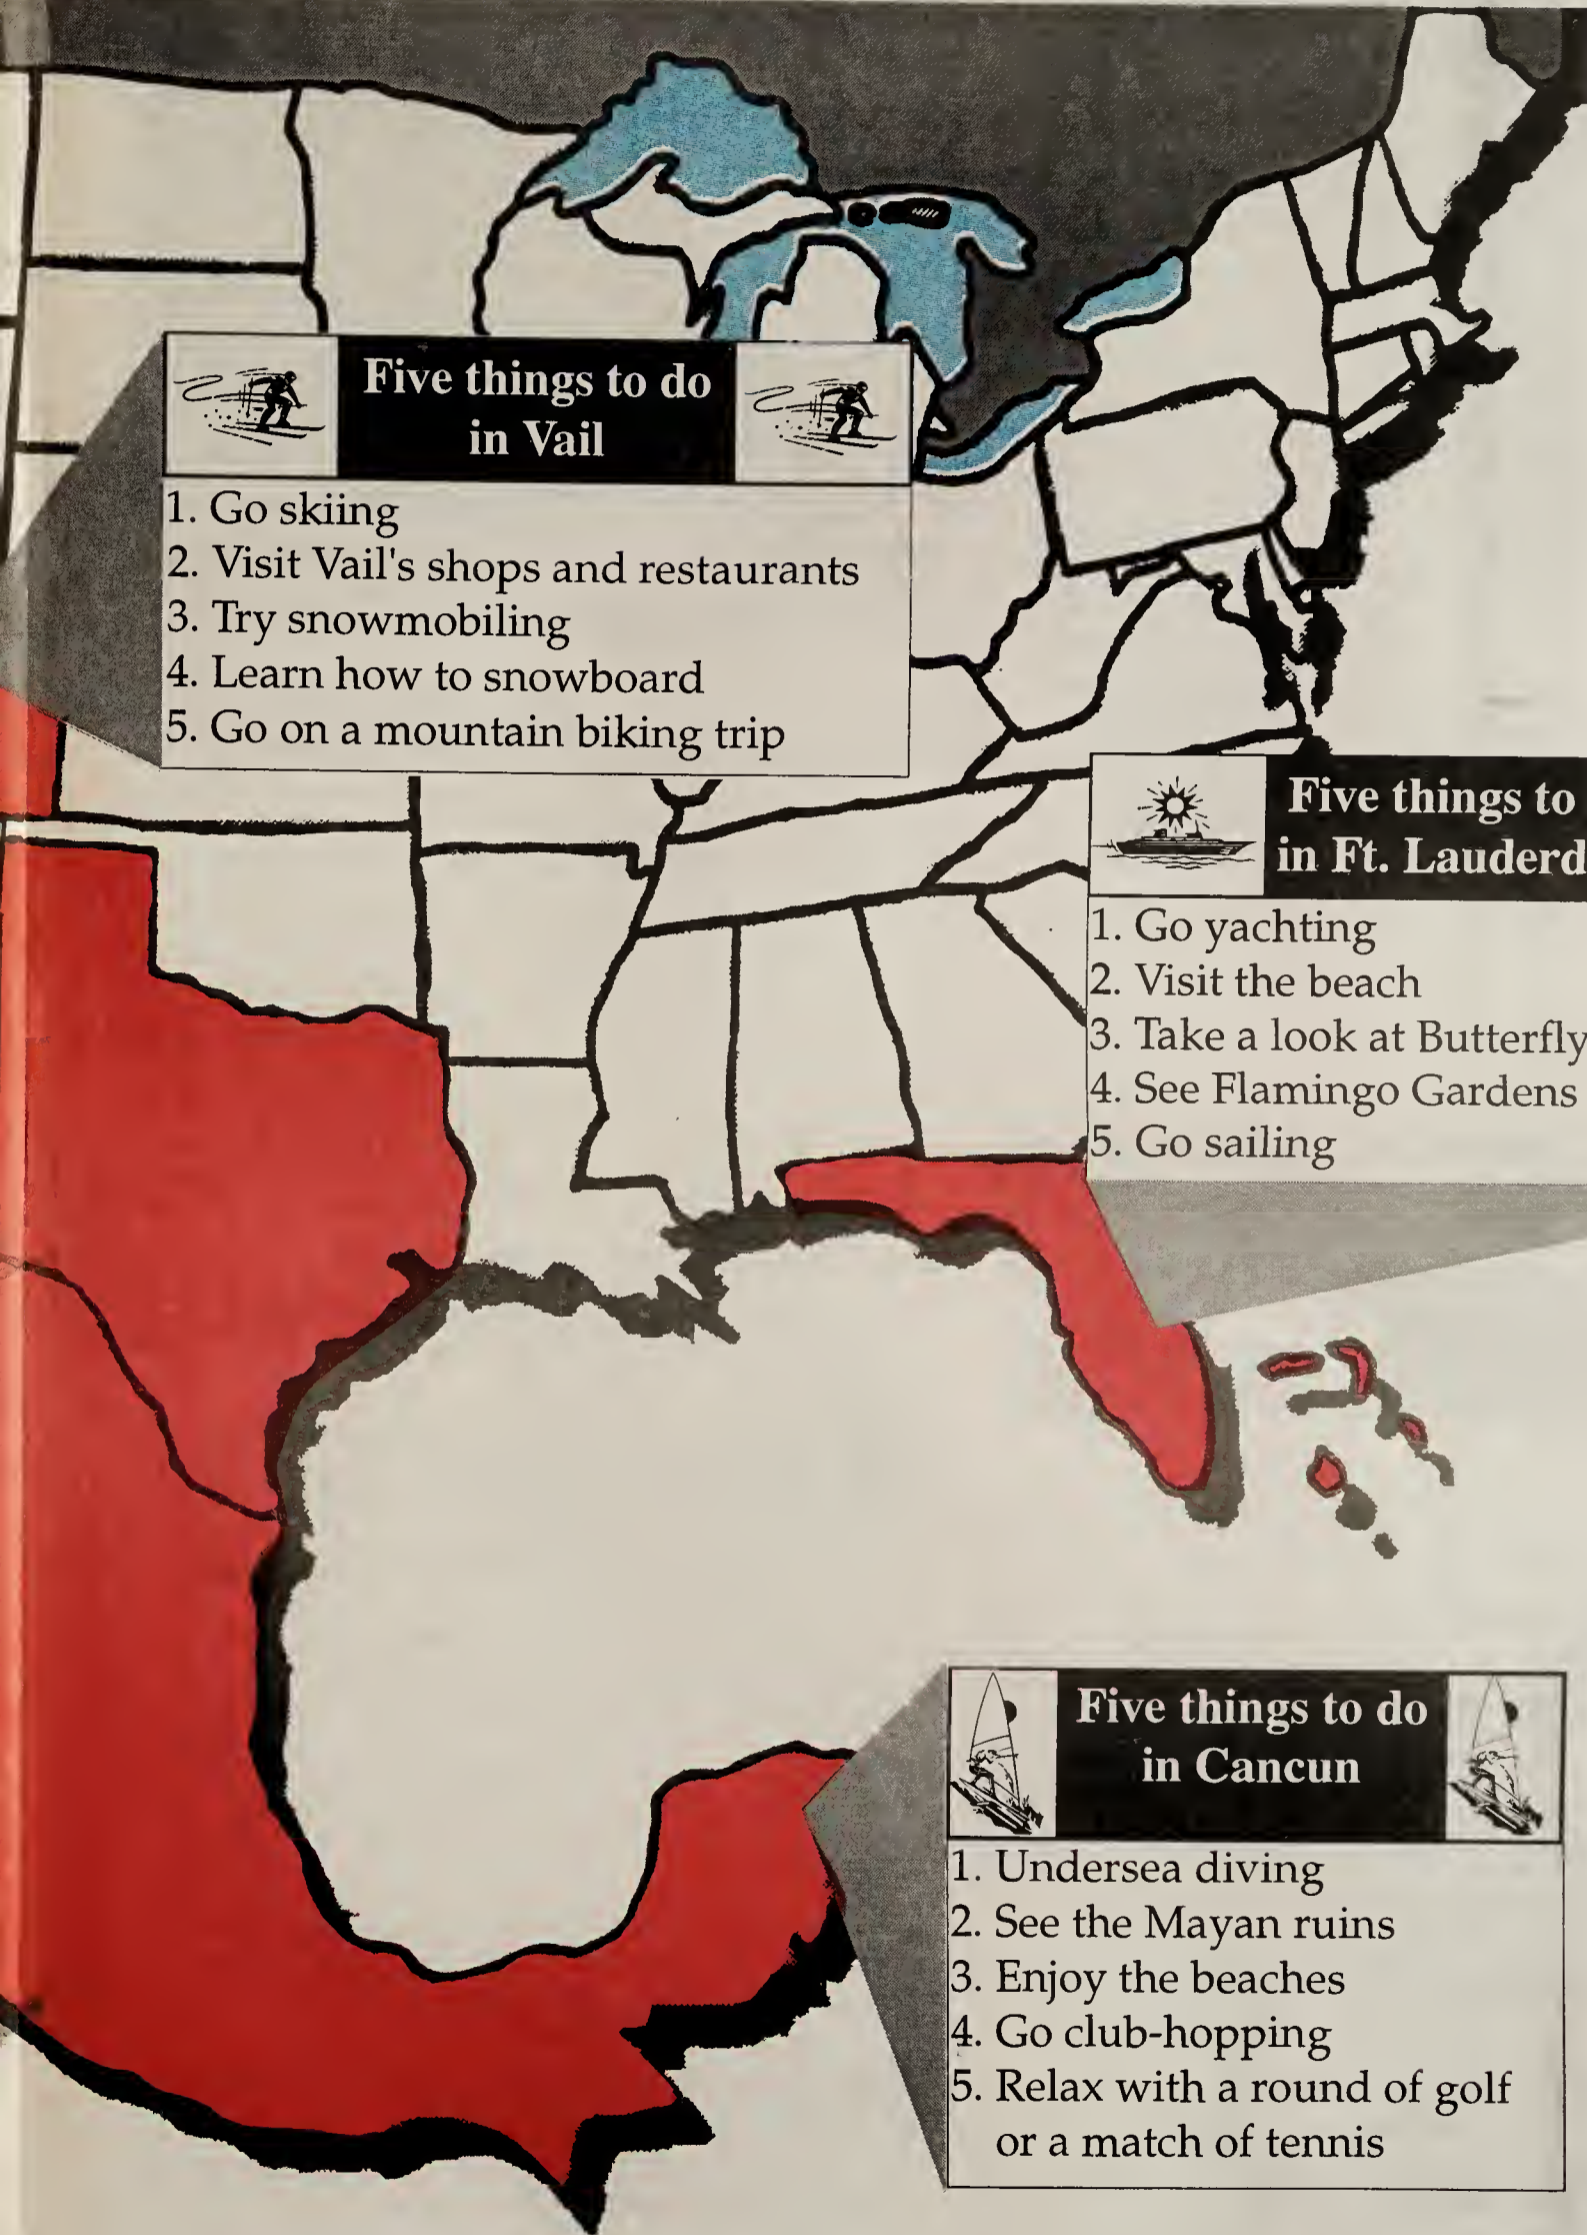 Five things to do
in Vail
1. Go skiing
2. Visit Vail's shops and restaurants
3. Try snowmobiling
4. Learn how to snowboard
5. Go on a mountain biking trip
Five things to
in Ft. Lauderd
1. Go yachting
2. Visit the beach
3. Take a look at Butterfly
4. See Flamingo Gardens
5. Go sailing
Five things to do
in Cancun
1. Undersea diving
2. See the Mayan ruins
3. Enjoy the beaches
4. Go club-hopping
5. Relax with a round of golf
or a match of tennis